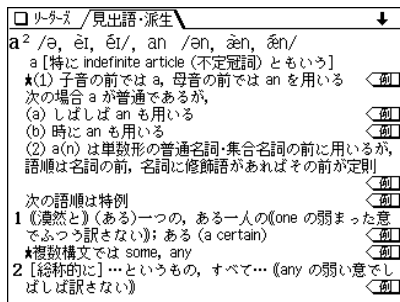 リーダーズ 見出語・派生
a² /ə, èɪ, éɪ/, an /ən, æ̀n, ǽn/
a [特に indefinite article (不定冠詞) ともいう]
★(1) 子音の前では a, 母音の前では an を用いる 例
次の場合 a が普通であるが,
(a) しばしば an も用いる 例
(b) 時に an も用いる 例
(2) a(n) は単数形の普通名詞・集合名詞の前に用いるが,
語順は名詞の前, 名詞に修飾語があればその前が定則
例
次の語順は特例 例
1 《漠然と》 (ある)一つの, ある一人の《one の弱まった意
でふつう訳さない》; ある (a certain) 例
★複数構文では some, any 例
2 [総称的に] …というもの, すべて… 《any の弱い意でし
ばしば訳さない》 例